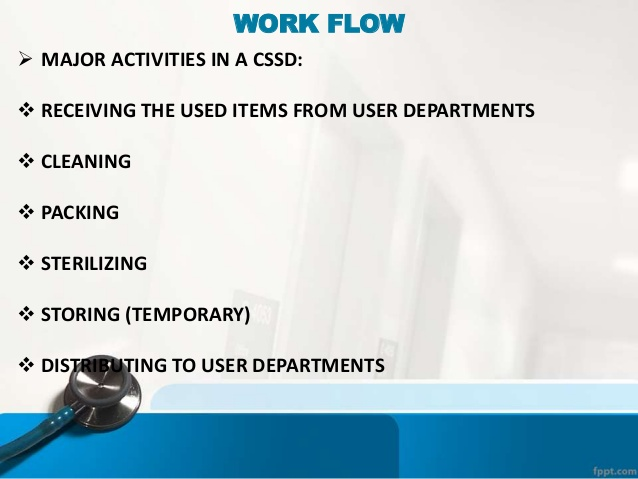 WORK FLOW
➢ MAJOR ACTIVITIES IN A CSSD:
❖ RECEIVING THE USED ITEMS FROM USER DEPARTMENTS
❖ CLEANING
❖ PACKING
❖ STERILIZING
❖ STORING (TEMPORARY)
❖ DISTRIBUTING TO USER DEPARTMENTS
fppt.com